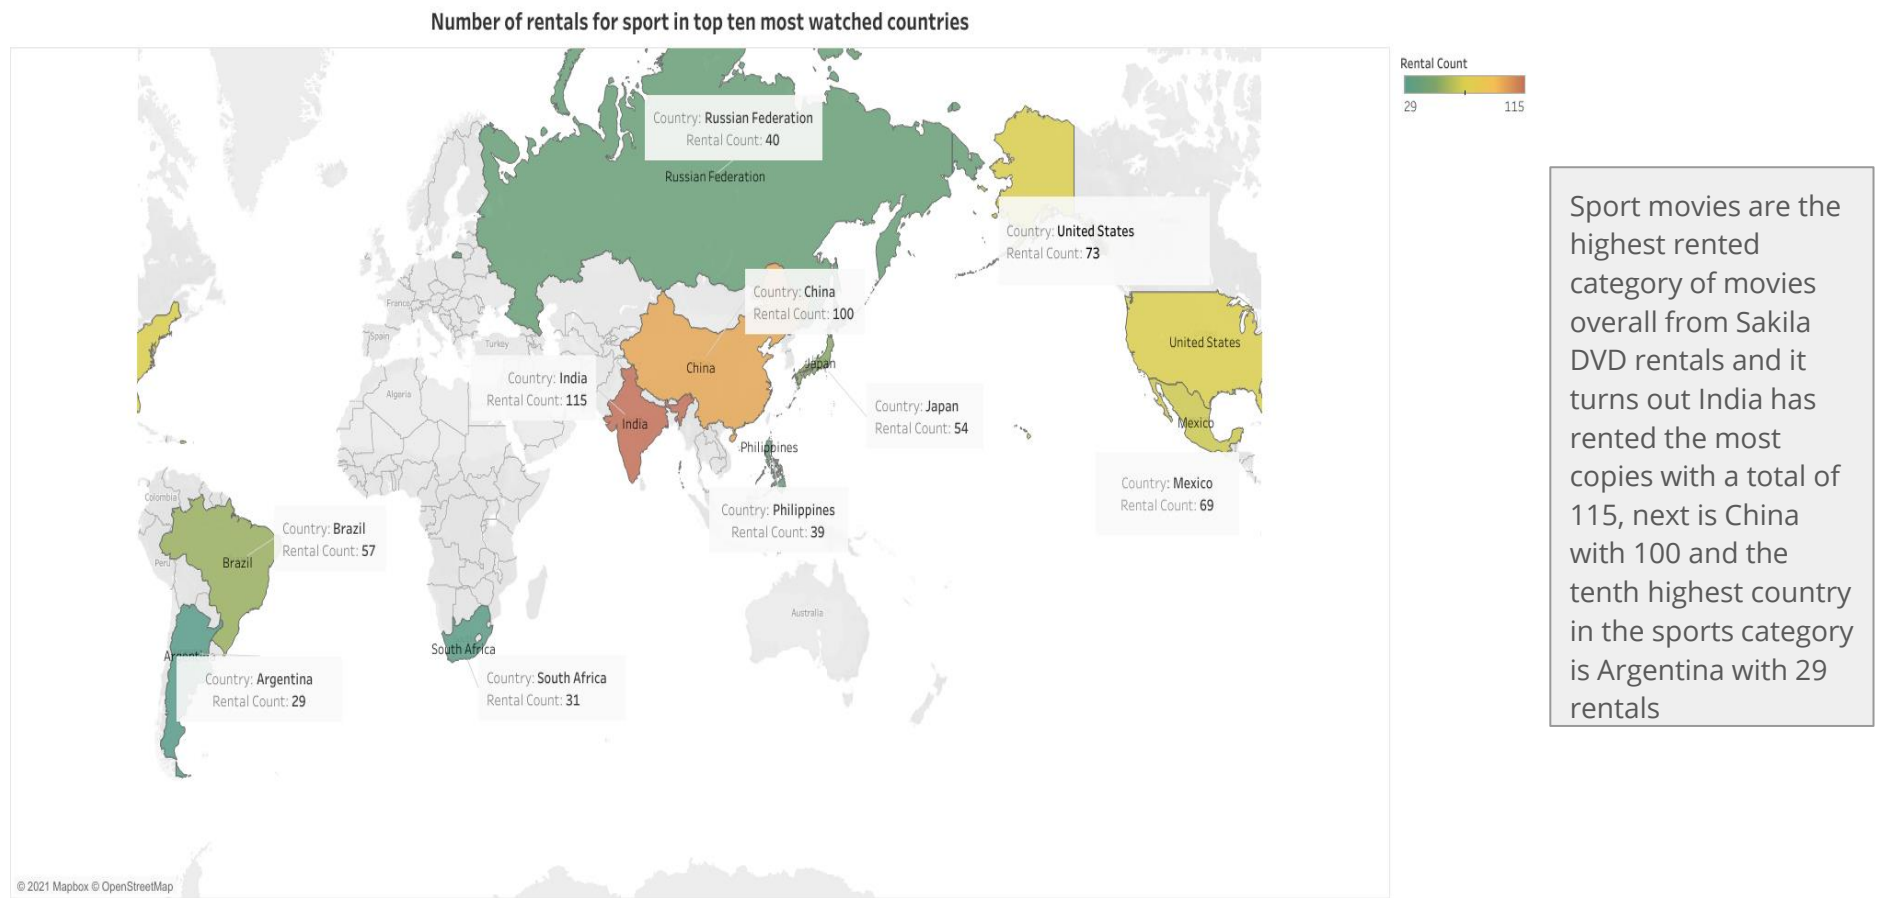 Number of rentals for sport in top ten most watched countries
Rental Count
29 115
Country: Russian Federation
Rental Count: 40
Russian Federation
Country: United States
Rental Count: 73
Country: China
Rental Count: 100
France
Spain
Turkey
United States
China
Japan
Country: India
Rental Count: 115
Algeria
Country: Japan
Rental Count: 54
India
Mexico
Philippines
Country: Mexico
Rental Count: 69
Colombia
Country: Philippines
Rental Count: 39
Country: Brazil
Rental Count: 57
Peru
Brazil
Australia
South Africa
Argentina
Country: Argentina
Rental Count: 29
Country: South Africa
Rental Count: 31
© 2021 Mapbox © OpenStreetMap
Sport movies are the
highest rented
category of movies
overall from Sakila
DVD rentals and it
turns out India has
rented the most
copies with a total of
115, next is China
with 100 and the
tenth highest country
in the sports category
is Argentina with 29
rentals